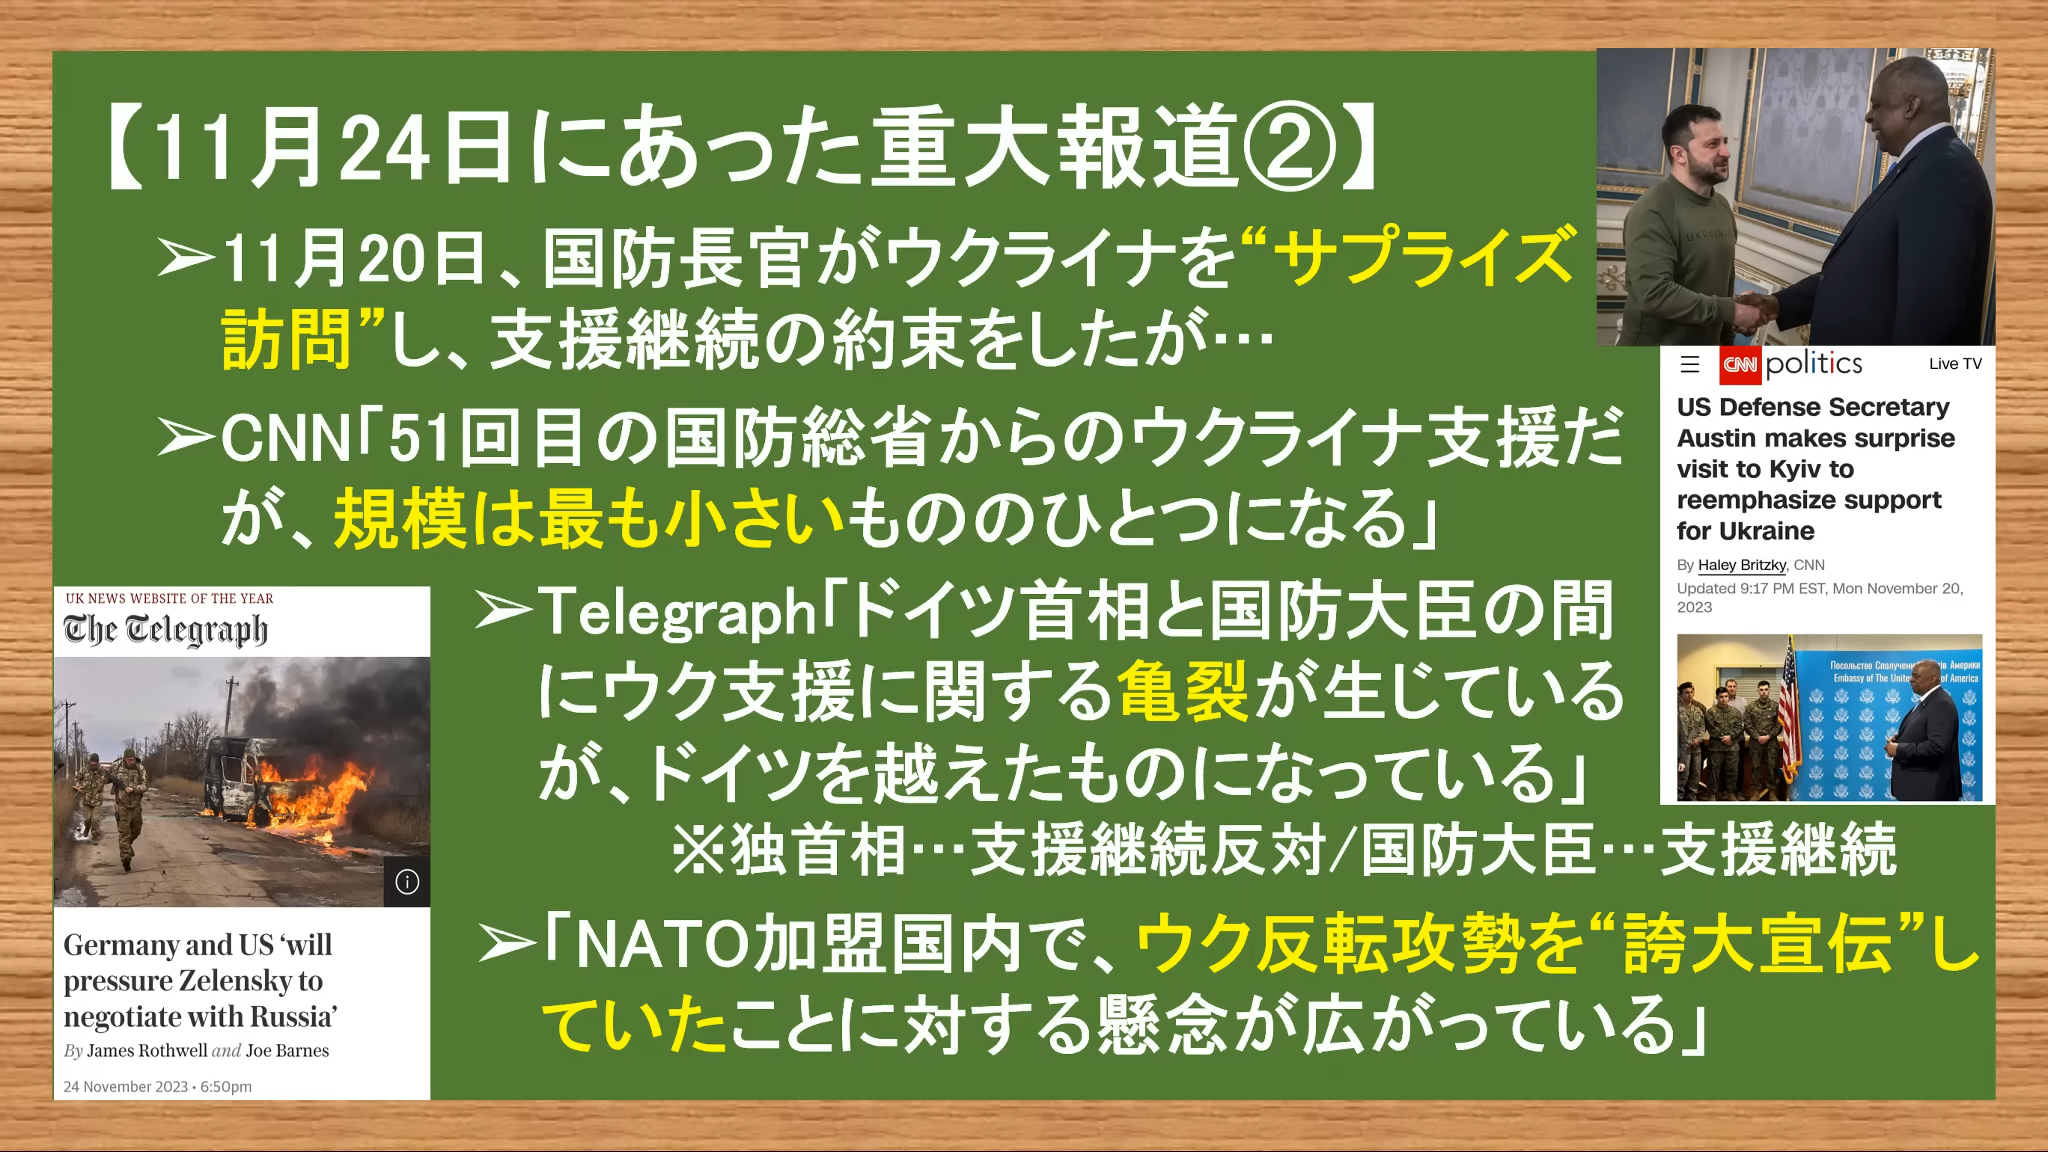 【11月24日にあった重大報道②】
➢11月20日、国防長官がウクライナを“サプライズ
訪問”し、支援継続の約束をしたが…
➢CNN「51回目の国防総省からのウクライナ支援だ
が、規模は最も小さいもののひとつになる」
➢Telegraph「ドイツ首相と国防大臣の間
にウク支援に関する亀裂が生じている
が、ドイツを越えたものになっている」
※独首相…支援継続反対/国防大臣…支援継続
➢「NATO加盟国内で、ウク反転攻勢を“誇大宣伝”し
ていたことに対する懸念が広がっている」
UKRAINE
CNN politics
Live TV
US Defense Secretary
Austin makes surprise
visit to Kyiv to
reemphasize support
for Ukraine
By Haley Britzky, CNN
Updated 9:17 PM EST, Mon November 20,
2023
Посольство Сполучених Америки
Embassy of The of America
UK NEWS WEBSITE OF THE YEAR
The Telegraph
Germany and US ‘will
pressure Zelensky to
negotiate with Russia’
By James Rothwell and Joe Barnes
24 November 2023 • 6:50pm